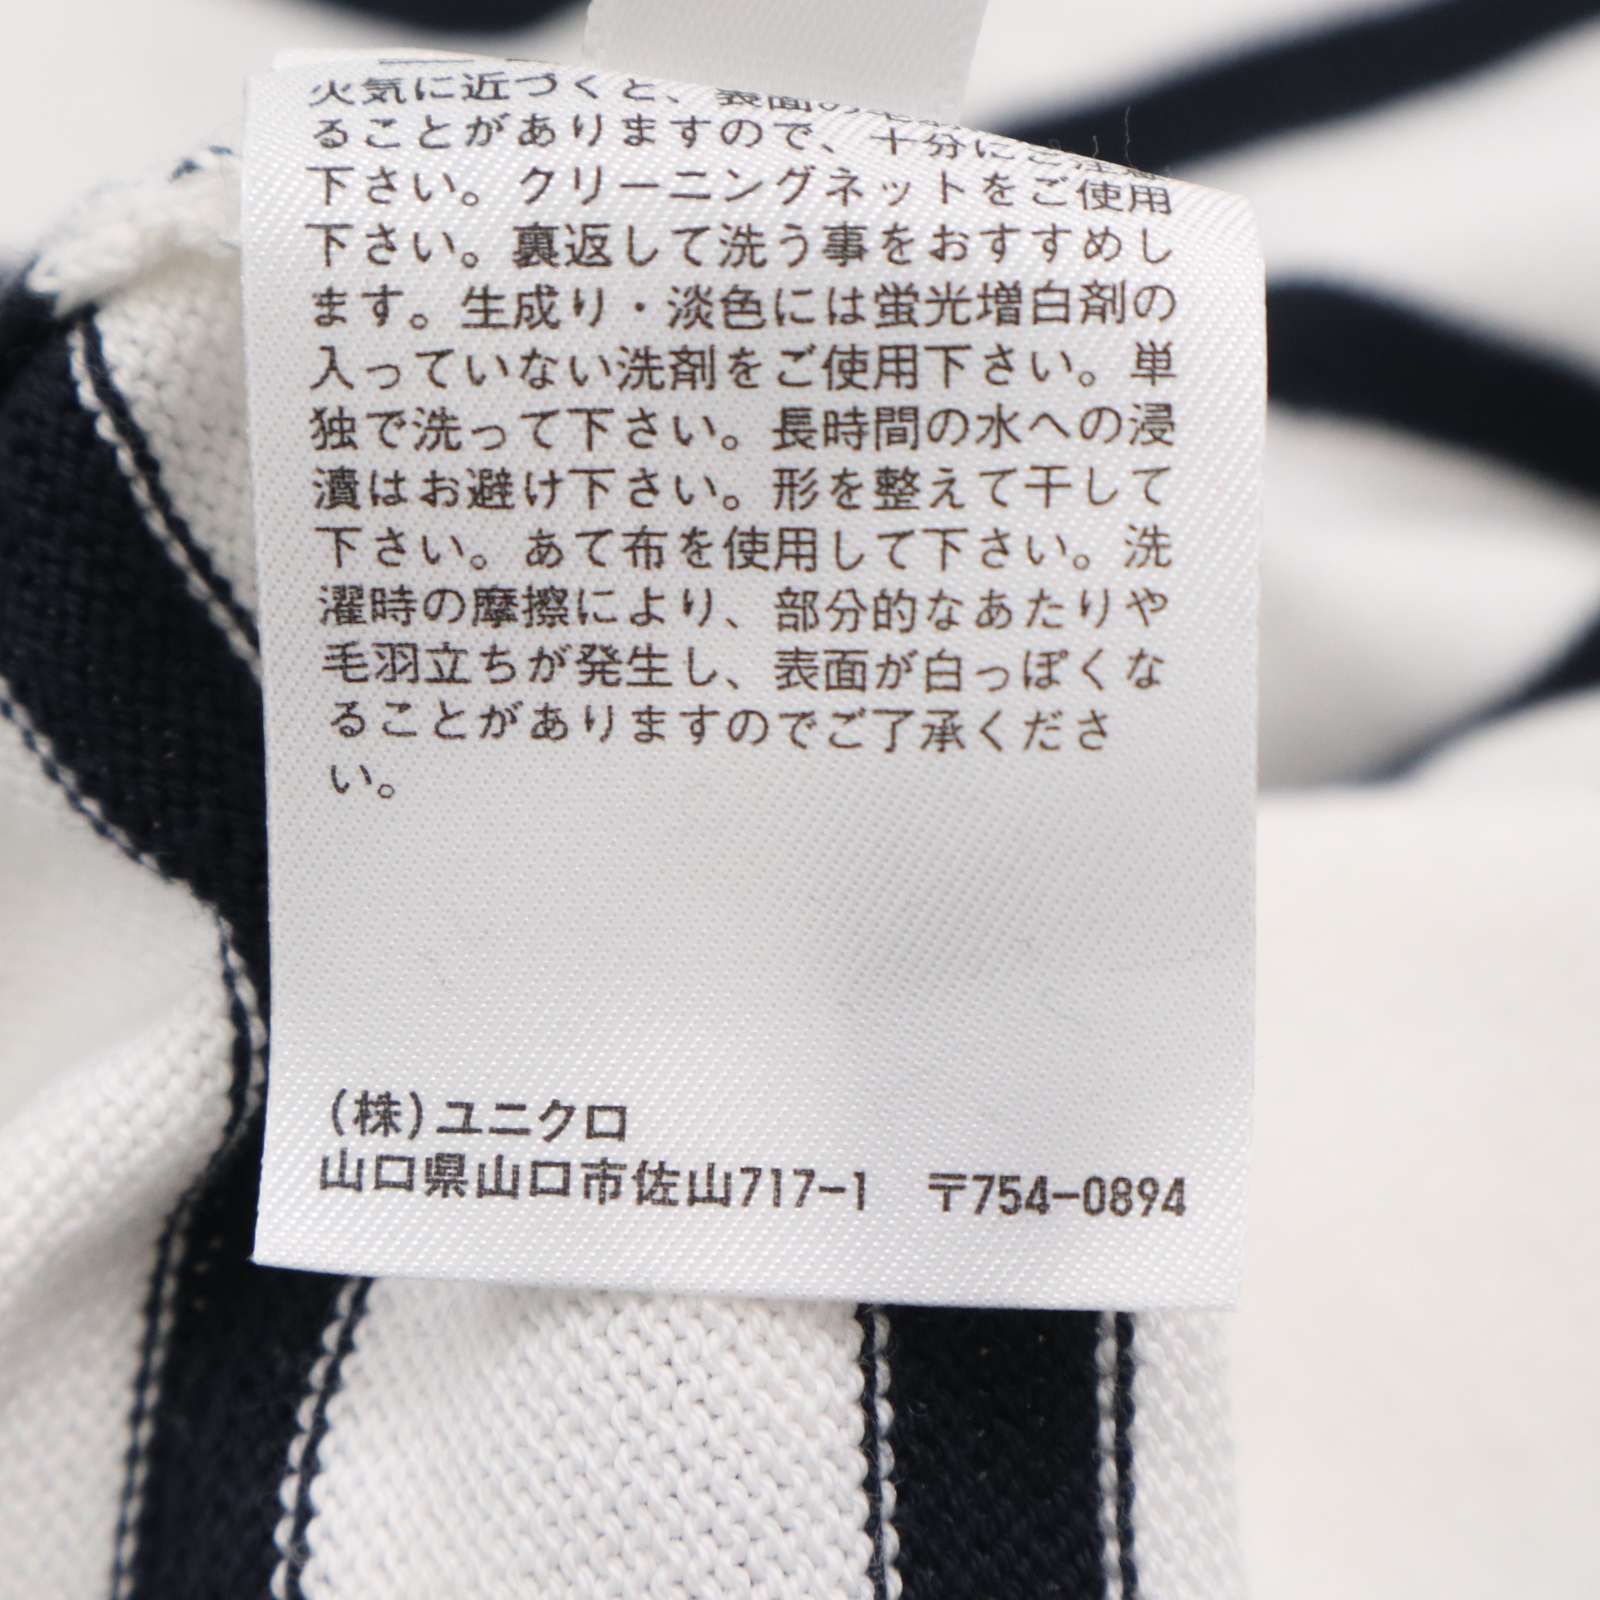 火気に近づくと、表面の
ることがありますので、十分にご注意
下さい。クリーニングネットをご使用
下さい。裏返して洗う事をおすすめし
ます。生成り・淡色には蛍光増白剤の
入っていない洗剤をご使用下さい。単
独で洗って下さい。長時間の水への浸
漬はお避け下さい。形を整えて干して
下さい。あて布を使用して下さい。洗
濯時の摩擦により、部分的なあたりや
毛羽立ちが発生し、表面が白っぽくな
ることがありますのでご了承くださ
い。
(株)ユニクロ
山口県山口市佐山717-1 〒754-0894